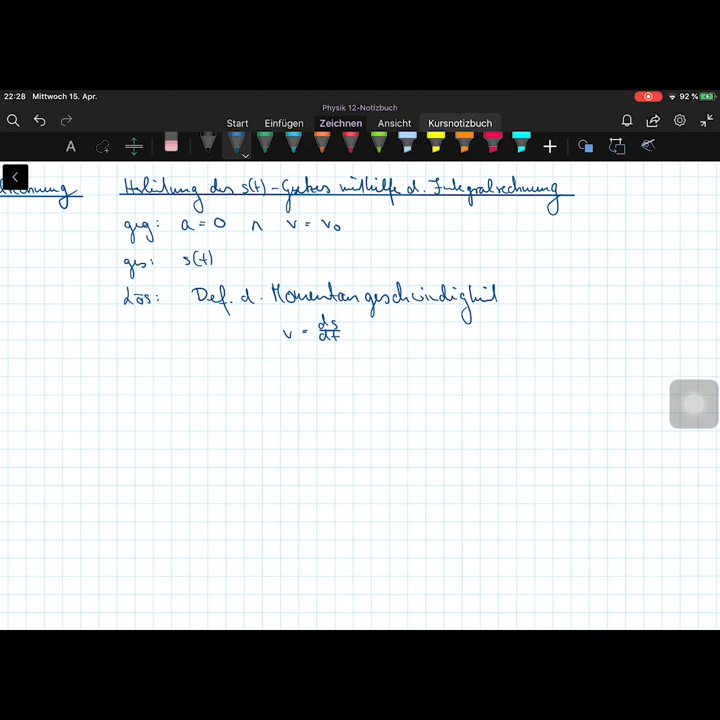 22:28 Mittwoch 15. Apr. 92 %
Physik 12-Notizbuch
Start Einfügen Zeichnen Ansicht Kursnotizbuch
A
Herleitung des s(t)-Gesetzes mithilfe d. Integralrechnung
geg: a = 0 ∧ v = v₀
ges: s(t)
Lös: Def. d. Momentangeschwindigkeit
v = ds/dt